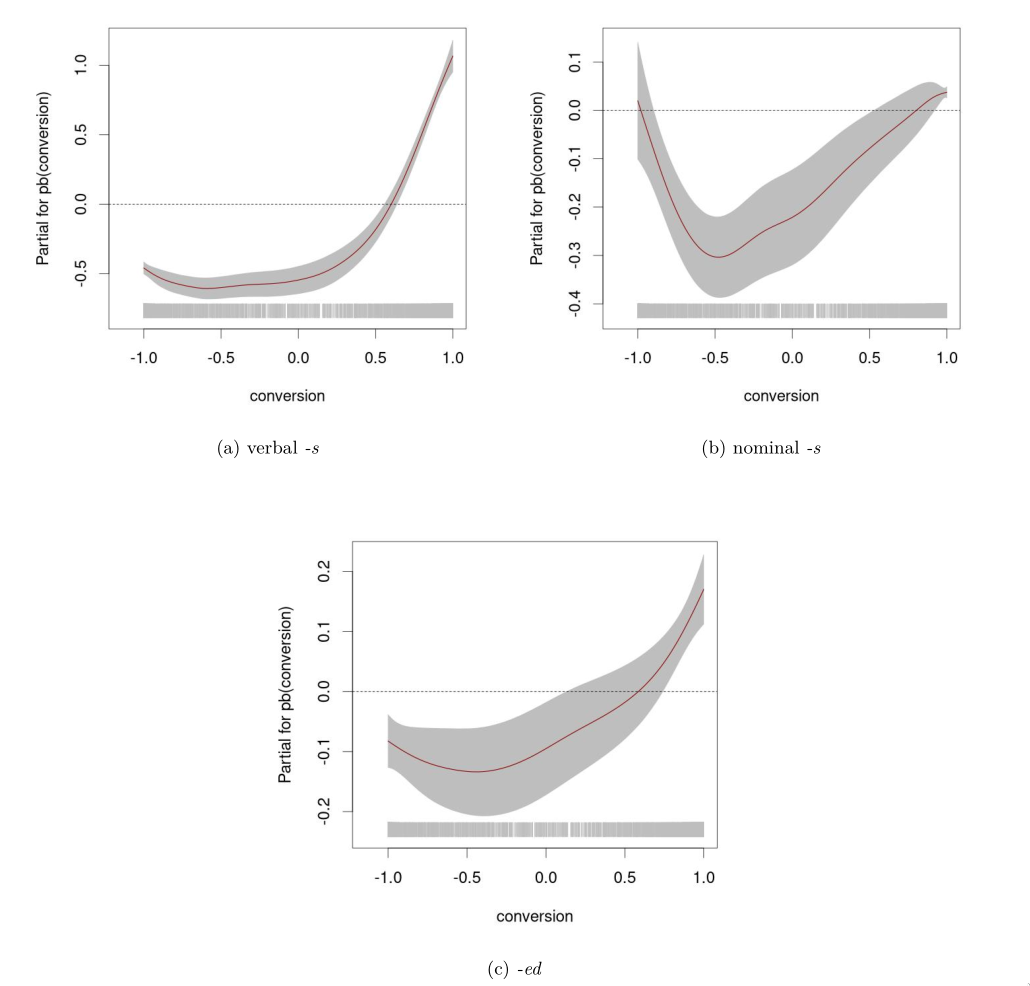 Partial for pb(conversion)
1.0
0.5
0.0
-0.5
-1.0 -0.5 0.0 0.5 1.0
conversion
(a) verbal -s
Partial for pb(conversion)
0.1
0.0
-0.1
-0.2
-0.3
-0.4
-1.0 -0.5 0.0 0.5 1.0
conversion
(b) nominal -s
Partial for pb(conversion)
0.2
0.1
0.0
-0.1
-0.2
-1.0 -0.5 0.0 0.5 1.0
conversion
(c) -ed